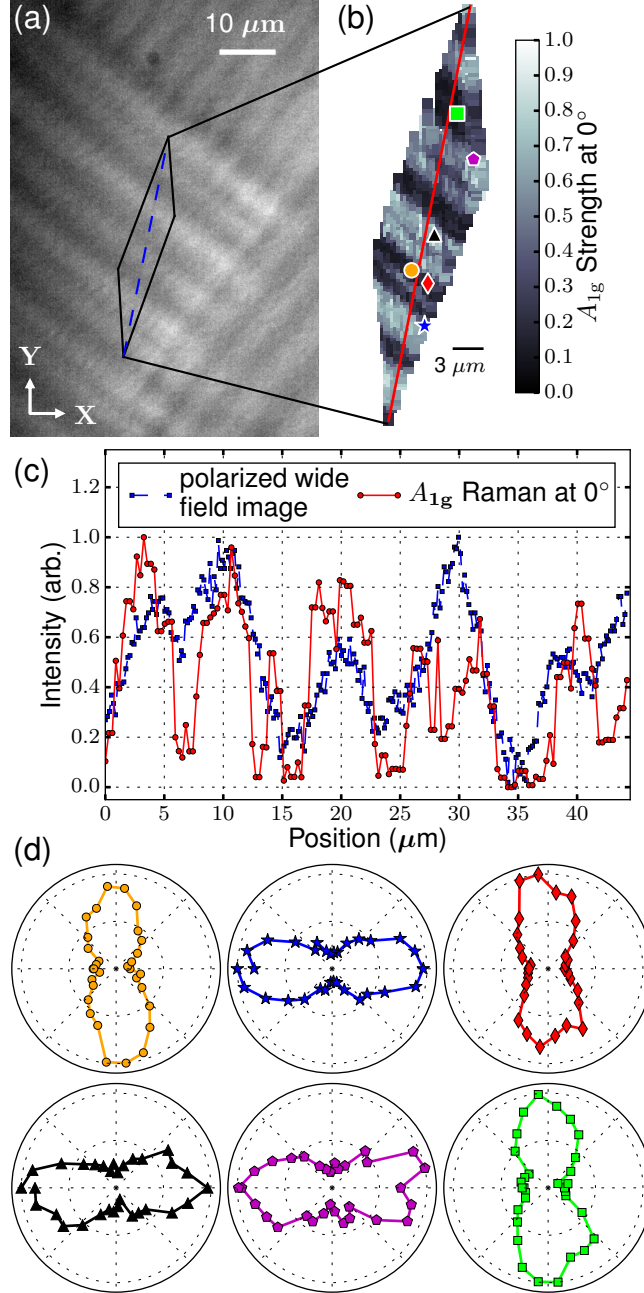 (a)
10 μm
Y
X
(b)
3 μm
1.0
0.9
0.8
0.7
0.6
0.5
0.4
0.3
0.2
0.1
0.0
A1g Strength at 0°
(c)
polarized wide
field image
A1g Raman at 0°
Intensity (arb.)
1.2
1.0
0.8
0.6
0.4
0.2
0.0
0 5 10 15 20 25 30 35 40
Position (μm)
(d)